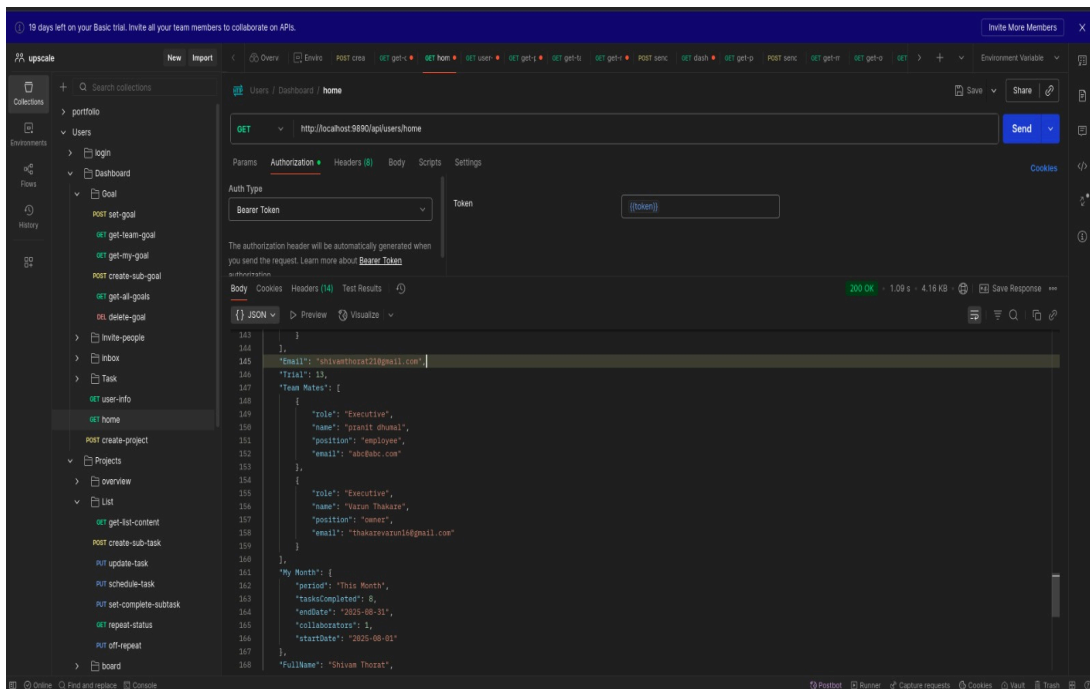 19 days left on your Basic trial. Invite all your team members to collaborate on APIs.
Invite More Members
upscale
New
Import
Overv
Enviro
POST crea
GET get-c
GET hom
GET user-
GET get-t
GET get-r
POST senc
GET dash
GET get-p
POST senc
GET get-o
GET
Environment Variable
Collections
Environments
Flows
History
Search collections
portfolio
Users
login
Dashboard
Goal
POST set-goal
GET get-team-goal
GET get-my-goal
POST create-sub-goal
GET get-all-goals
DEL delete-goal
Invite-people
inbox
Task
GET user-info
GET home
POST create-project
Projects
overview
List
GET get-list-content
POST create-sub-task
PUT update-task
PUT schedule-task
PUT set-complete-subtask
GET repeat-status
PUT off-repeat
board
Users / Dashboard / home
Save
Share
GET
http://localhost:9890/api/users/home
Send
Params
Authorization
Headers (8)
Body
Scripts
Settings
Cookies
Auth Type
Bearer Token
Token
{{token}}
The authorization header will be automatically generated when
you send the request. Learn more about Bearer Token
authorization.
Body
Cookies
Headers (14)
Test Results
200 OK
1.09 s
4.16 KB
Save Response
{} JSON
Preview
Visualize
143 }
144 ],
145 "Email": "shivamthorat21@gmail.com",
146 "Trial": 13,
147 "Team Mates": [
148 {
149 "role": "Executive",
150 "name": "pranit dhumal",
151 "position": "employee",
152 "email": "abc@abc.com"
153 },
154 {
155 "role": "Executive",
156 "name": "Varun Thakare",
157 "position": "owner",
158 "email": "thakarevarun16@gmail.com"
159 }
160 ],
161 "My Month": {
162 "period": "This Month",
163 "tasksCompleted": 8,
164 "endDate": "2025-08-31",
165 "collaborators": 1,
166 "startDate": "2025-08-01"
167 },
168 "FullName": "Shivam Thorat",
Online
Find and replace
Console
Postbot
Runner
Capture requests
Cookies
Vault
Trash